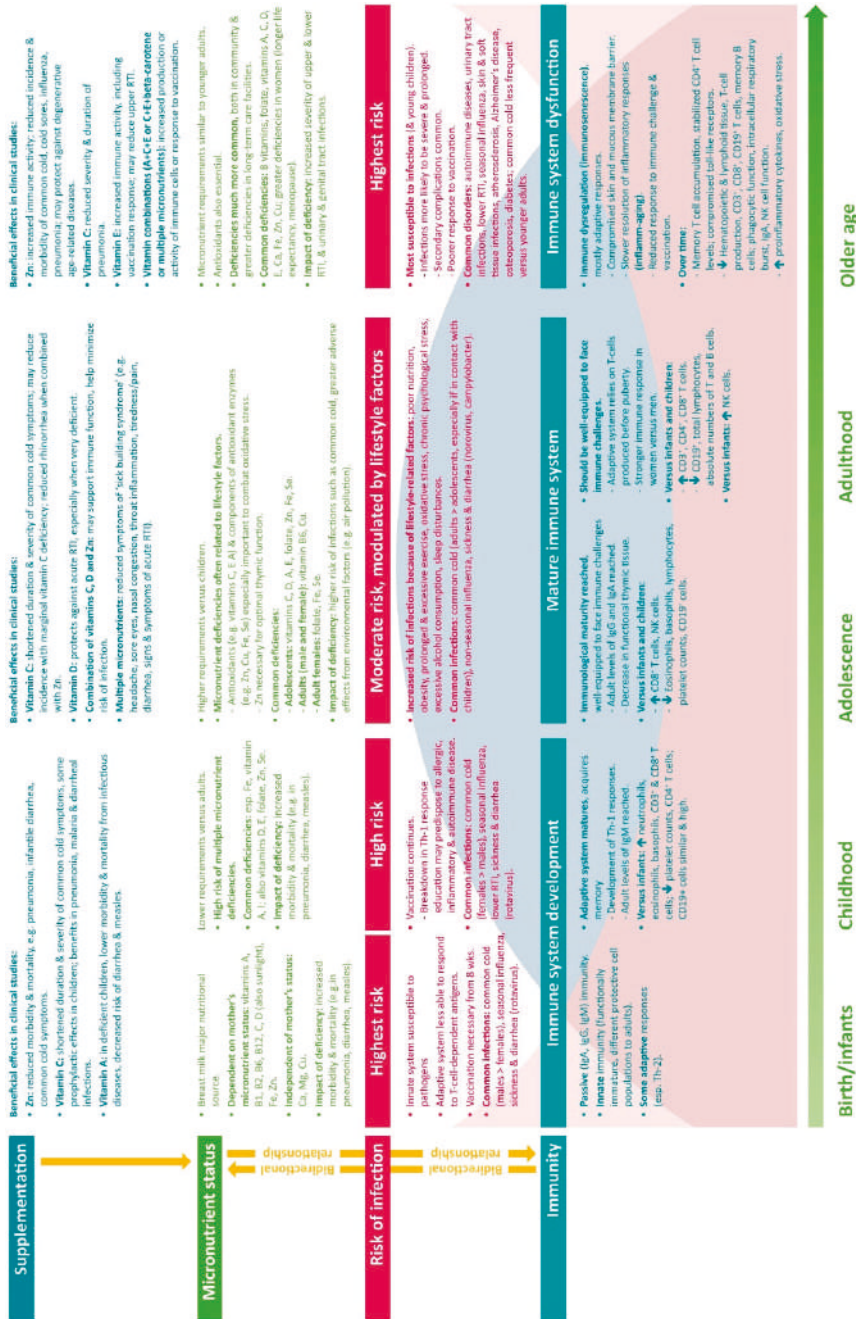 Supplementation
Beneficial effects in clinical studies:
• Zn: reduced morbidity & mortality, e.g. pneumonia, infantile diarrhea,
common cold symptoms.
• Vitamin C: shortened duration & severity of common cold symptoms, some
prophylactic effects in children; benefits in pneumonia, malaria & diarrheal
infections.
• Vitamin A: in deficient children, lower morbidity & mortality from infectious
diseases, decreased risk of diarrhea & measles.
Beneficial effects in clinical studies:
• Vitamin C: shortened duration & severity of common cold symptoms; may reduce
incidence with marginal vitamin C deficiency; reduced rhinorrhea when combined
with Zn.
• Vitamin D: protects against acute RTI, especially when very deficient.
• Combination of vitamins C, D and Zn: may support immune function, help minimize
risk of infection.
• Multiple micronutrients: reduced symptoms of 'sick building syndrome' (e.g.
headache, sore eyes, nasal congestion, throat inflammation, tiredness/pain,
diarrhea, signs & symptoms of acute RTI).
Beneficial effects in clinical studies:
• Zn: increased immune activity; reduced incidence &
morbidity of common cold, cold sores, influenza,
pneumonia; may protect against degenerative
age-related diseases.
• Vitamin C: reduced severity & duration of
pneumonia.
• Vitamin E: increased immune activity, including
vaccination response; may reduce upper RTI.
• Vitamin combinations (A+C+E or C+E+beta-carotene
or multiple micronutrients): increased production or
activity of immune cells or response to vaccination.
Micronutrient status
• Breast milk major nutritional
source
• Dependent on mother's
micronutrient status: vitamins A,
B1, B2, B6, B12, C, D (also sunlight),
Fe, Zn.
• Independent of mother's status:
Ca, Mg, Cu.
• Impact of deficiency: increased
morbidity & mortality (e.g.in
pneumonia, diarrhea, measles).
Lower requirements versus adults.
• High risk of multiple micronutrient
deficiencies.
• Common deficiencies: esp. Fe, vitamin
A, I; also vitamins D, E, folate, Zn, Se.
• Impact of deficiency: increased
morbidity & mortality (e.g. in
pneumonia, diarrhea, measles).
• Higher requirements versus children.
• Micronutrient deficiencies often related to lifestyle factors.
- Antioxidants (e.g. vitamins C, E A) & components of antioxidant enzymes
(e.g. Zn, Cu, Fe, Se) especially important to combat oxidative stress.
- Zn necessary for optimal thymic function.
• Common deficiencies:
- Adolescents: vitamins C, D, A, E, folate, Zn, Fe, Se.
- Adults (male and female): vitamin B6, Cu.
- Adult females: folate, Fe, Se.
• Impact of deficiency: higher risk of infections such as common cold, greater adverse
effects from environmental factors (e.g. air pollution).
• Micronutrient requirements similar to younger adults.
• Antioxidants also essential.
• Deficiencies much more common, both in community &
greater deficiencies in long-term care facilities.
• Common deficiencies: B vitamins, folate, vitamins A, C, D,
E, Ca, Fe, Zn, Cu; greater deficiencies in women (longer life
expectancy, menopause).
• Impact of deficiency: increased severity of upper & lower
RTI, & urinary & genital tract infections.
Bidirectional
relationship
Risk of infection
Highest risk
High risk
Moderate risk, modulated by lifestyle factors
Highest risk
• Innate system susceptible to
pathogens
• Adaptive system less able to respond
to T-cell-dependent antigens.
• Vaccination necessary from 8 wks.
• Common infections: common cold
(males > females), seasonal influenza,
sickness & diarrhea (rotavirus).
• Vaccination continues.
- Breakdown in Th-1 response
education may predispose to allergic,
inflammatory & autoimmune disease.
• Common infections: common cold
(females > males), seasonal influenza,
lower RTI, sickness & diarrhea
(rotavirus).
• Increased risk of infections because of lifestyle-related factors: poor nutrition,
obesity, prolonged & excessive exercise, oxidative stress, chronic psychological stress,
excessive alcohol consumption, sleep disturbances.
• Common infections: common cold (adults > adolescents, especially if in contact with
children), non-seasonal influenza, sickness & diarrhea (norovirus, campylobacter).
• Most susceptible to infections (& young children).
- Infections more likely to be severe & prolonged.
- Secondary complications common.
- Poorer response to vaccination.
• Common disorders: autoimmune diseases, urinary tract
infections, lower RTI, seasonal influenza, skin & soft
tissue infections, atherosclerosis, Alzheimer's disease,
osteoporosis, diabetes; common cold less frequent
versus younger adults.
Bidirectional
relationship
Immunity
Immune system development
Mature immune system
Immune system dysfunction
• Passive (IgA, IgG, IgM) immunity.
• Innate immunity (functionally
immature, different protective cell
populations to adults).
• Some adaptive responses
(esp. Th-2).
• Adaptive system matures, acquires
memory
- Development of Th-1 responses.
- Adult levels of IgM reached.
• Versus infants: ↑ neutrophils,
eosinophils, basophils, CD3⁺ & CD8⁺ T
cells; ↓ platelet counts, CD4⁺ T cells;
CD19+ cells similar & high.
• Immunological maturity reached,
well-equipped to face immune challenges
- Adult levels of IgG and IgA reached.
- Decrease in functional thymic tissue.
• Versus infants and children:
- ↑ CD8⁺ T cells, NK cells.
- ↓ Eosinophils, basophils, lymphocytes,
platelet counts, CD19⁺ cells.
• Should be well-equipped to face
immune challenges.
- Adaptive system relies on T-cells
produced before puberty.
- Stronger immune response in
women versus men.
• Versus infants and children:
- ↑ CD3⁺, CD4⁺, CD8⁺ T cells.
- ↓ CD19⁺, total lymphocytes,
absolute numbers of T and B cells.
• Versus infants: ↑ NK cells.
• Immune dysregulation (immunosenescence),
mostly adaptive responses.
- Compromised skin and mucous membrane barrier.
- Slower resolution of inflammatory responses
(inflamm-aging)
- Reduced response to immune challenge &
vaccination.
• Over time:
- Memory T cell accumulation, stabilized CD4⁺ T cell
levels; compromised toll-like receptors.
- ↓ Hematopoietic & lymphoid tissue, T-cell
production, CD3⁺, CD8⁺, CD19⁺ T cells, memory B
cells, phagocytic function, intracellular respiratory
burst, IgA, NK cell function.
- ↑ proinflammatory cytokines, oxidative stress.
Birth/infants
Childhood
Adolescence
Adulthood
Older age